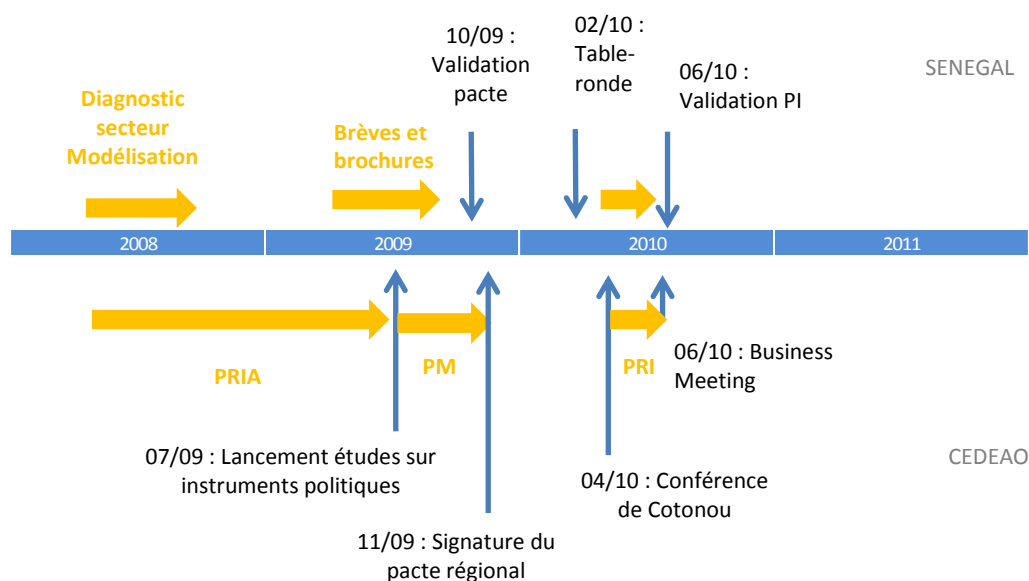 10/09 :
Validation
pacte
02/10 :
Table-
ronde
06/10 :
Validation PI
SENEGAL
Diagnostic
secteur
Modélisation
Brèves et
brochures
2008
2009
2010
2011
PRIA
PM
PRI
06/10 : Business
Meeting
07/09 : Lancement études sur
instruments politiques
04/10 : Conférence
de Cotonou
CEDEAO
11/09 : Signature du
pacte régional